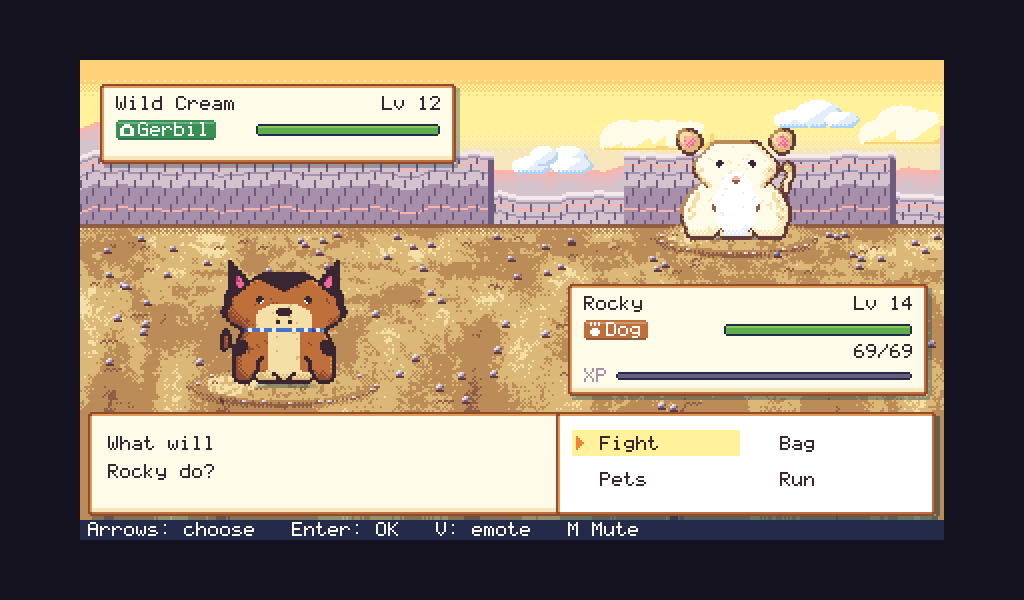 Wild Cream Lv 12
Gerbil
Rocky Lv 14
Dog
69/69
XP
What will
Rocky do?
Fight Bag
Pets Run
Arrows: choose Enter: OK V: emote M Mute